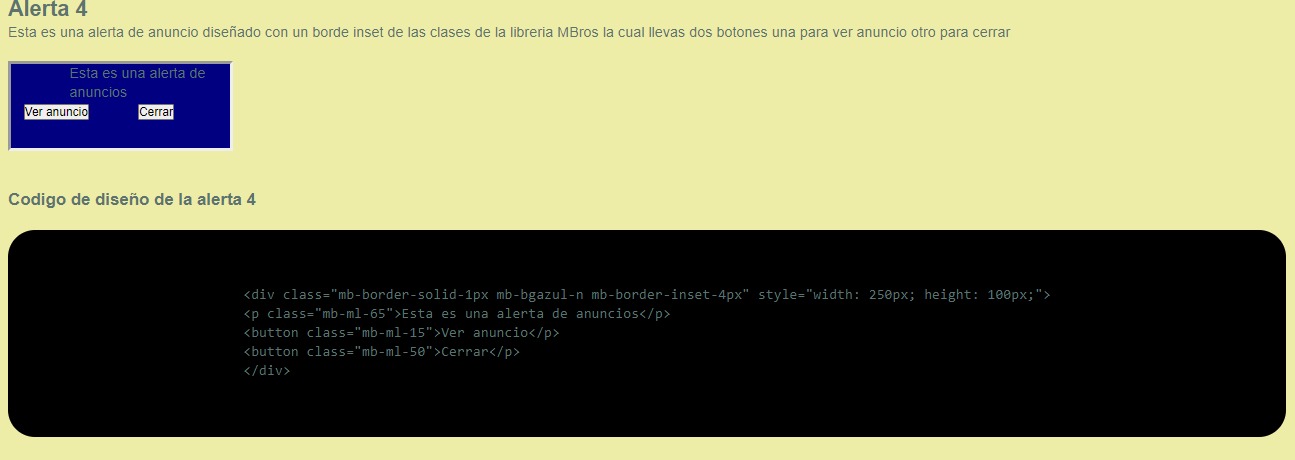 Alerta 4
Esta es una alerta de anuncio diseñado con un borde inset de las clases de la libreria MBros la cual llevas dos botones una para ver anuncio otro para cerrar
Esta es una alerta de
anuncios
Ver anuncio Cerrar
Codigo de diseño de la alerta 4
<div class="mb-border-solid-1px mb-bgazul-n mb-border-inset-4px" style="width: 250px; height: 100px;">
<p class="mb-ml-65">Esta es una alerta de anuncios</p>
<button class="mb-ml-15">Ver anuncio</p>
<button class="mb-ml-50">Cerrar</p>
</div>